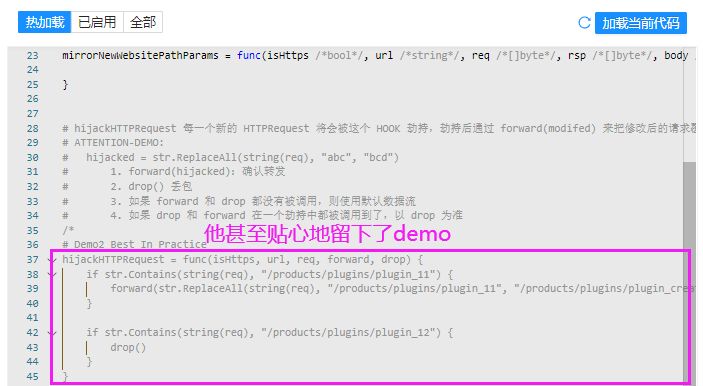 热加载 已启用 全部 加载当前代码
23 mirrorNewWebsitePathParams = func(isHttps /*bool*/, url /*string*/, req /*[]byte*/, rsp /*[]byte*/, body /
24
25 }
26
27
28 # hijackHTTPRequest 每一个新的 HTTPRequest 将会被这个 HOOK 劫持，劫持后通过 forward(modifed) 来把修改后的请求覆
29 # ATTENTION-DEMO:
30 #   hijacked = str.ReplaceAll(string(req), "abc", "bcd")
31 #       1. forward(hijacked)：确认转发
32 #       2. drop() 丢包
33 #       3. 如果 forward 和 drop 都没有被调用，则使用默认数据流
34 #       4. 如果 drop 和 forward 在一个劫持中都被调用到了，以 drop 为准
35 /*
他甚至贴心地留下了demo
36 # Demo2 Best In Practice
37 hijackHTTPRequest = func(isHttps, url, req, forward, drop) {
38     if str.Contains(string(req), "/products/plugins/plugin_11") {
39         forward(str.ReplaceAll(string(req), "/products/plugins/plugin_11", "/products/plugins/plugin_crea
40     }
41
42     if str.Contains(string(req), "/products/plugins/plugin_12") {
43         drop()
44     }
45 }